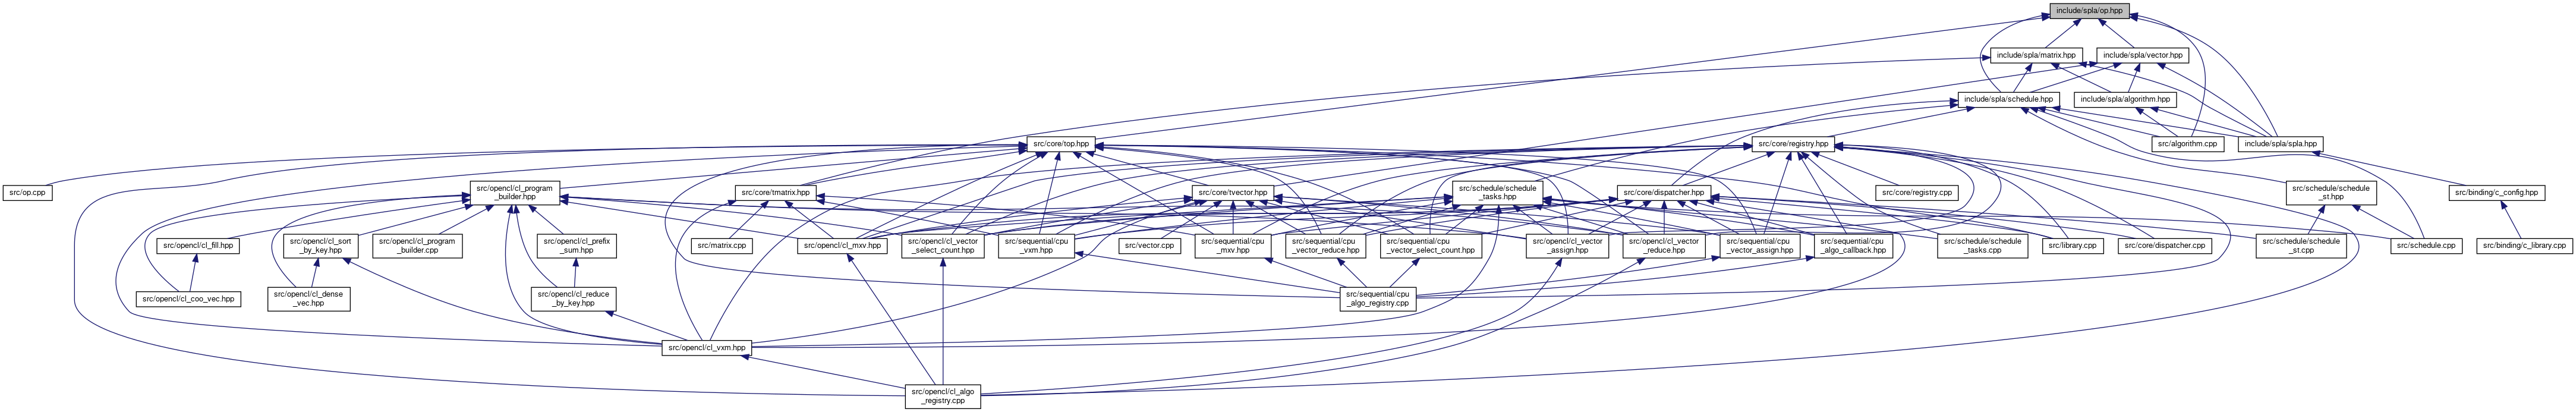 include/spla/op.hpp
include/spla/matrix.hpp
include/spla/vector.hpp
include/spla/schedule.hpp
include/spla/algorithm.hpp
src/core/top.hpp
src/core/registry.hpp
src/algorithm.cpp
include/spla/spla.hpp
src/op.cpp
src/opencl/cl_program
_builder.hpp
src/core/tmatrix.hpp
src/core/tvector.hpp
src/schedule/schedule
_tasks.hpp
src/core/dispatcher.hpp
src/core/registry.cpp
src/schedule/schedule
_st.hpp
src/binding/c_config.hpp
src/opencl/cl_fill.hpp
src/opencl/cl_sort
_by_key.hpp
src/opencl/cl_program
_builder.cpp
src/opencl/cl_prefix
_sum.hpp
src/matrix.cpp
src/opencl/cl_mxv.hpp
src/opencl/cl_vector
_select_count.hpp
src/sequential/cpu
_vxm.hpp
src/vector.cpp
src/sequential/cpu
_mxv.hpp
src/sequential/cpu
_vector_reduce.hpp
src/sequential/cpu
_vector_select_count.hpp
src/opencl/cl_vector
_assign.hpp
src/opencl/cl_vector
_reduce.hpp
src/sequential/cpu
_vector_assign.hpp
src/sequential/cpu
_algo_callback.hpp
src/schedule/schedule
_tasks.cpp
src/library.cpp
src/core/dispatcher.cpp
src/schedule/schedule
_st.cpp
src/schedule.cpp
src/binding/c_library.cpp
src/opencl/cl_coo_vec.hpp
src/opencl/cl_dense
_vec.hpp
src/opencl/cl_reduce
_by_key.hpp
src/sequential/cpu
_algo_registry.cpp
src/opencl/cl_vxm.hpp
src/opencl/cl_algo
_registry.cpp